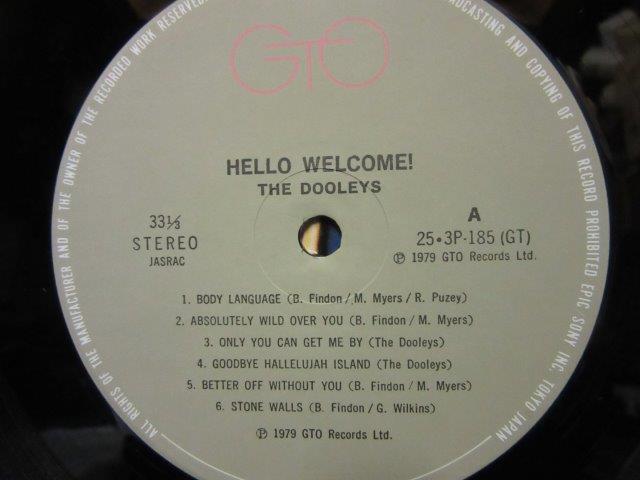 ALL RIGHTS OF THE MANUFACTURER AND OF THE OWNER OF THE RECORDED WORK RESERVED. BROADCASTING AND COPYING OF THIS RECORD PROHIBITED EPIC SONY INC. TOKYO JAPAN
GTO
HELLO WELCOME!
THE DOOLEYS
33⅓
STEREO
JASRAC
A
25•3P-185 (GT)
Ⓟ 1979 GTO Records Ltd.
1. BODY LANGUAGE (B. Findon / M. Myers / R. Puzey)
2. ABSOLUTELY WILD OVER YOU (B. Findon / M. Myers)
3. ONLY YOU CAN GET ME BY (The Dooleys)
4. GOODBYE HALLELUJAH ISLAND (The Dooleys)
5. BETTER OFF WITHOUT YOU (B. Findon / M. Myers)
6. STONE WALLS (B. Findon / G. Wilkins)
Ⓟ 1979 GTO Records Ltd.